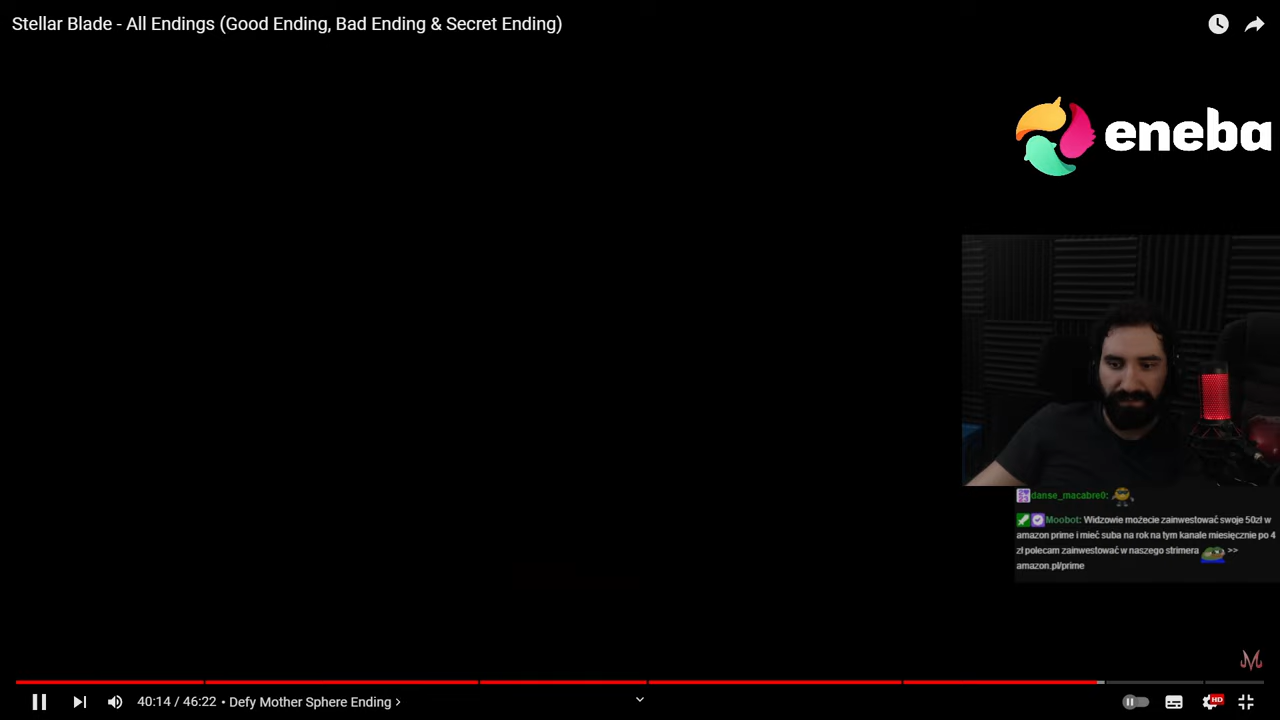 Stellar Blade - All Endings (Good Ending, Bad Ending & Secret Ending)
eneba
danse_macabre0:
Moobot: Widzowie możecie zainwestować swoje 50zł w
amazon prime i mieć suba na rok na tym kanale miesięcznie po 4
zł polecam zainwestować w naszego strimera >>
amazon.pl/prime
40:14 / 46:22 • Defy Mother Sphere Ending >
HD